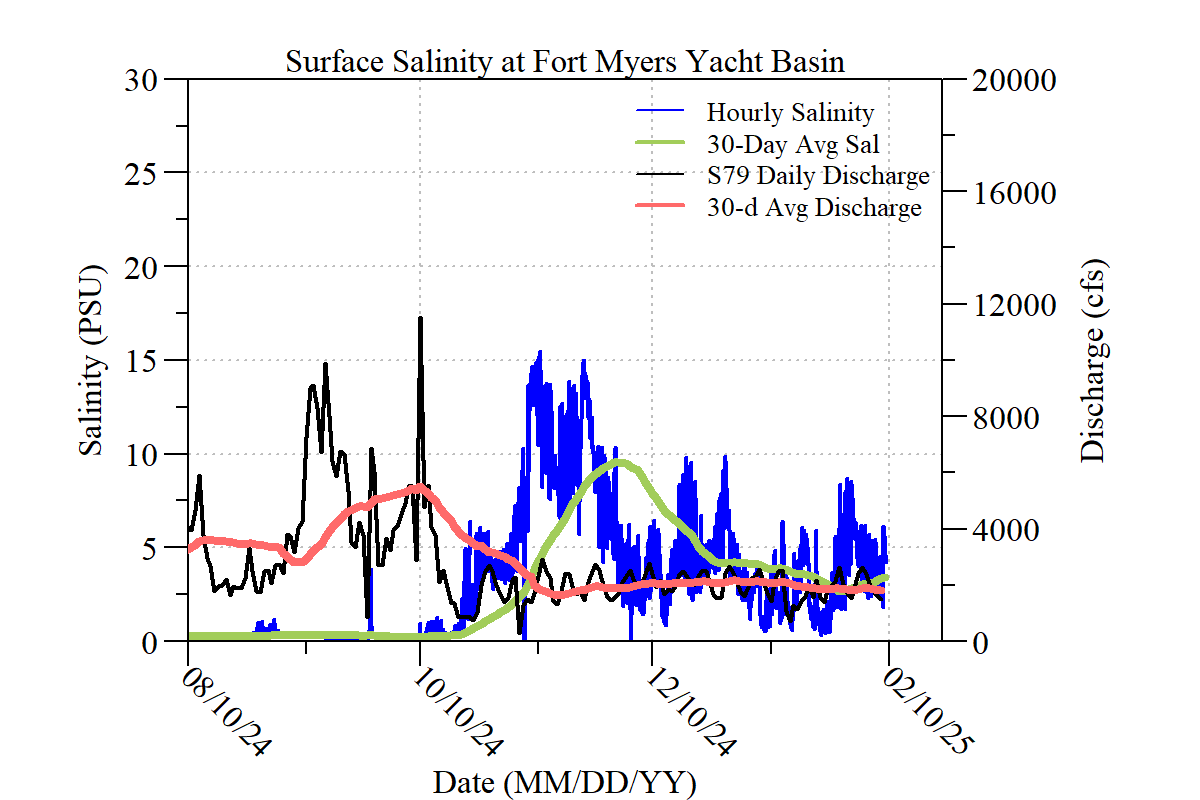 Surface Salinity at Fort Myers Yacht Basin
30
25
20
15
10
5
0
Salinity (PSU)
Hourly Salinity
30-Day Avg Sal
S79 Daily Discharge
30-d Avg Discharge
20000
16000
12000
8000
4000
0
Discharge (cfs)
08/10/24
10/10/24
12/10/24
02/10/25
Date (MM/DD/YY)